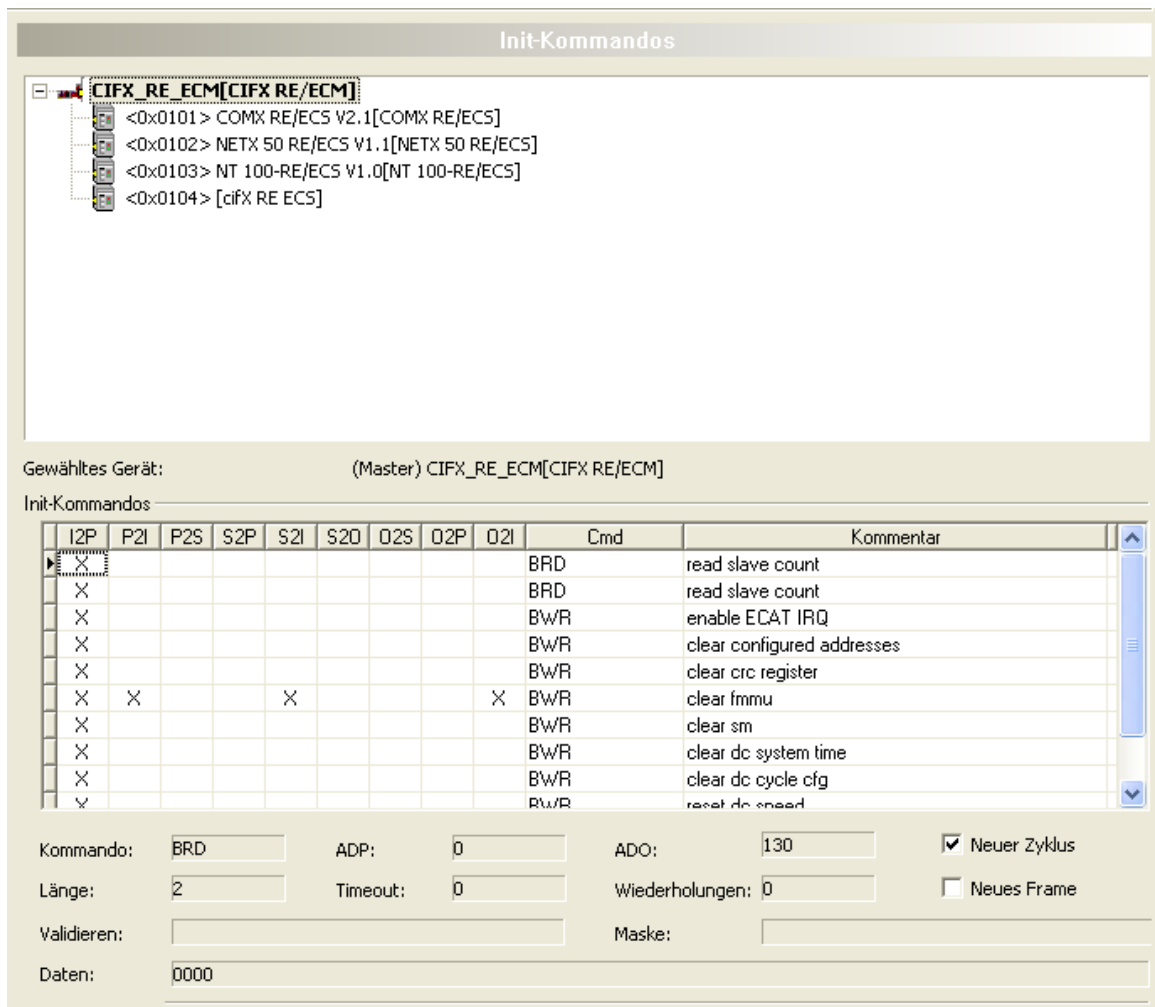 Init-Kommandos
CIFX_RE_ECM[CIFX RE/ECM]
<0x0101> COMX RE/ECS V2.1[COMX RE/ECS]
<0x0102> NETX 50 RE/ECS V1.1[NETX 50 RE/ECS]
<0x0103> NT 100-RE/ECS V1.0[NT 100-RE/ECS]
<0x0104> [cifX RE ECS]
Gewähltes Gerät: (Master) CIFX_RE_ECM[CIFX RE/ECM]
Init-Kommandos
I2P P2I P2S S2P S2I S2O O2S O2P O2I Cmd Kommentar
X BRD read slave count
X BRD read slave count
X BWR enable ECAT IRQ
X BWR clear configured addresses
X BWR clear crc register
X X X X BWR clear fmmu
X BWR clear sm
X BWR clear dc system time
X BWR clear dc cycle cfg
X BWR reset dc speed
Kommando: BRD ADP: 0 ADO: 130 Neuer Zyklus
Länge: 2 Timeout: 0 Wiederholungen: 0 Neues Frame
Validieren: Maske:
Daten: 0000